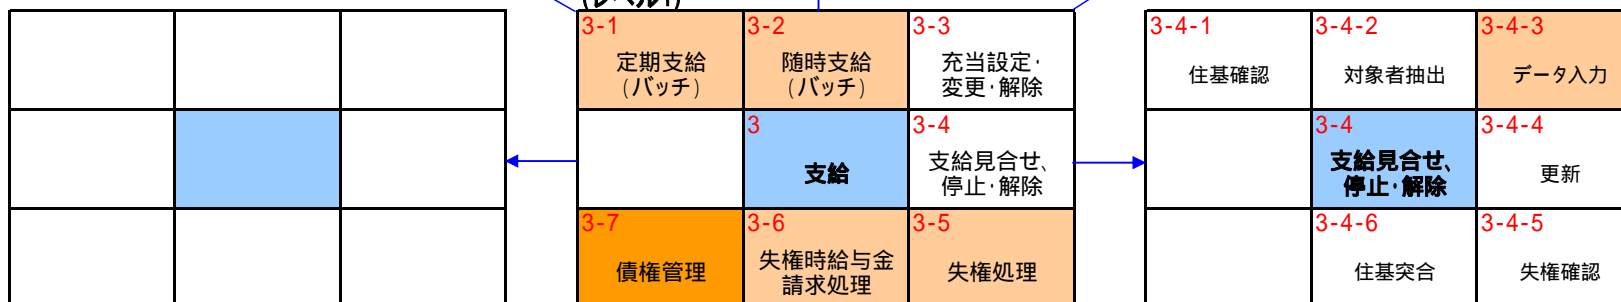 (レベル1)
3-1
定期支給
(バッチ)
3-2
随時支給
(バッチ)
3-3
充当設定・
変更・解除
3
支給
3-4
支給見合せ、
停止・解除
3-7
債権管理
3-6
失権時給与金
請求処理
3-5
失権処理
3-4-1
住基確認
3-4-2
対象者抽出
3-4-3
データ入力
3-4
支給見合せ、
停止・解除
3-4-4
更新
3-4-6
住基突合
3-4-5
失権確認